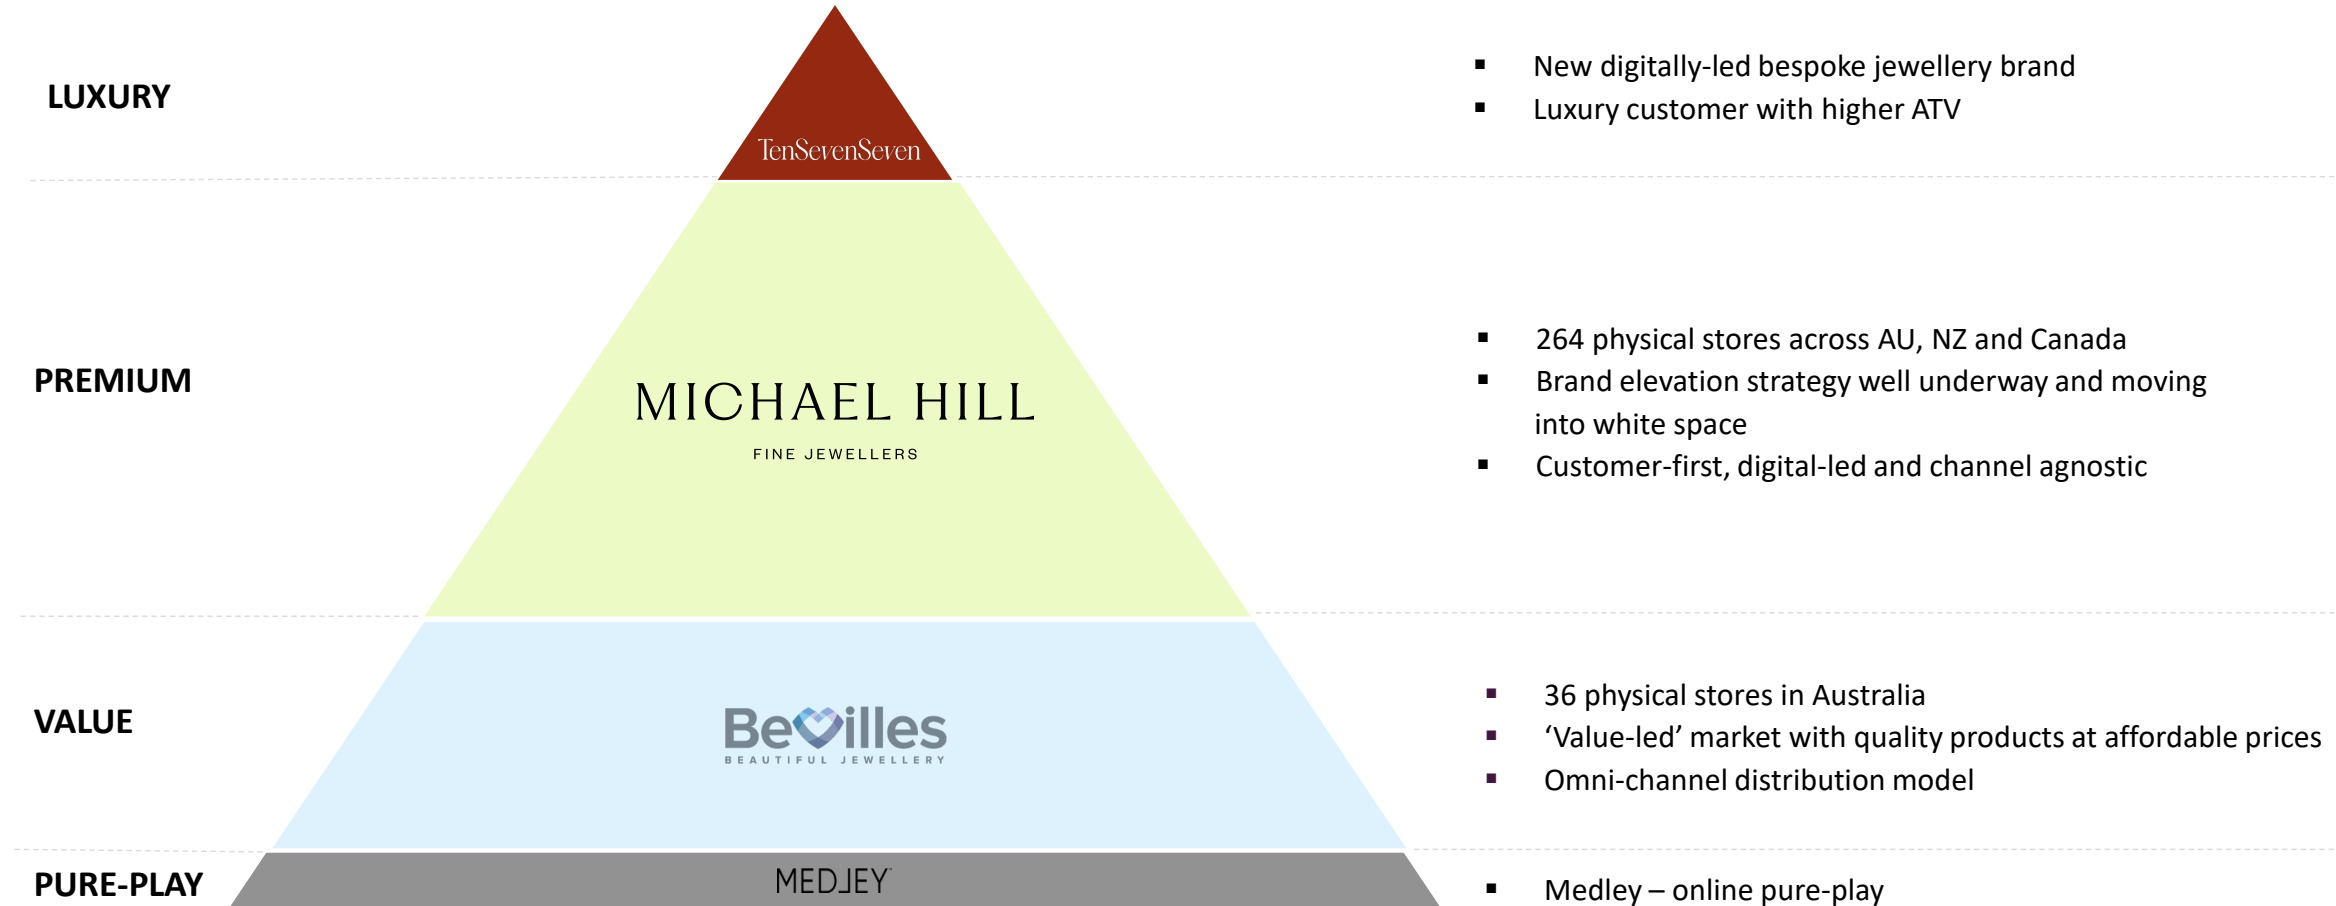 LUXURY
TenSevenSeven
▪ New digitally-led bespoke jewellery brand
▪ Luxury customer with higher ATV
PREMIUM
MICHAEL HILL
FINE JEWELLERS
▪ 264 physical stores across AU, NZ and Canada
▪ Brand elevation strategy well underway and moving
into white space
▪ Customer-first, digital-led and channel agnostic
VALUE
Bevilles
BEAUTIFUL JEWELLERY
▪ 36 physical stores in Australia
▪ ‘Value-led’ market with quality products at affordable prices
▪ Omni-channel distribution model
PURE-PLAY
MEDLEY
▪ Medley – online pure-play